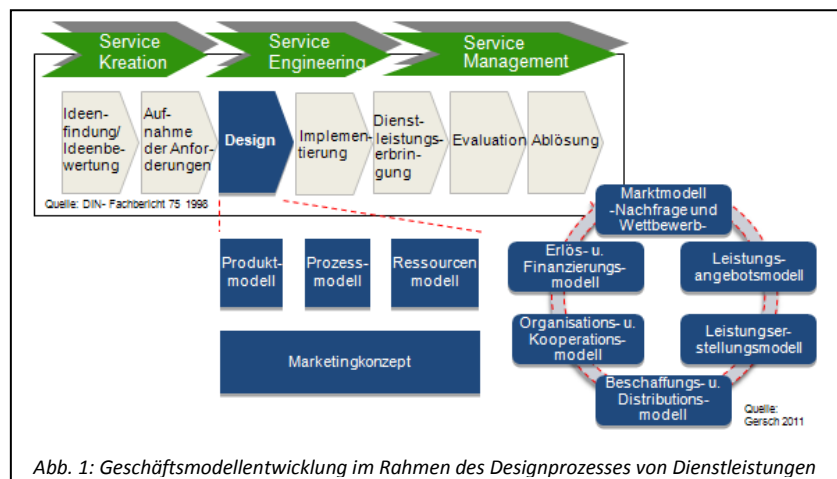 Service
Kreation
Service
Engineering
Service
Management
Ideen-
findung/
Ideenbe-
wertung
Auf-
nahme
der Anfor-
derungen
Design
Implemen-
tierung
Dienst-
leistungs-
erbrin-
gung
Evaluation
Ablösung
Quelle: DIN- Fachbericht 75 1998
Produkt-
modell
Prozess-
modell
Ressourcen
modell
Marketingkonzept
Marktmodell
-Nachfrage und
Wettbewerb-
Erlös- u.
Finanzierungs-
modell
Leistungs-
angebotsmodell
Organisations- u.
Kooperations-
modell
Leistungser-
stellungsmodell
Beschaffungs- u.
Distributions-
modell
Quelle:
Gersch 2011
Abb. 1: Geschäftsmodellentwicklung im Rahmen des Designprozesses von Dienstleistungen